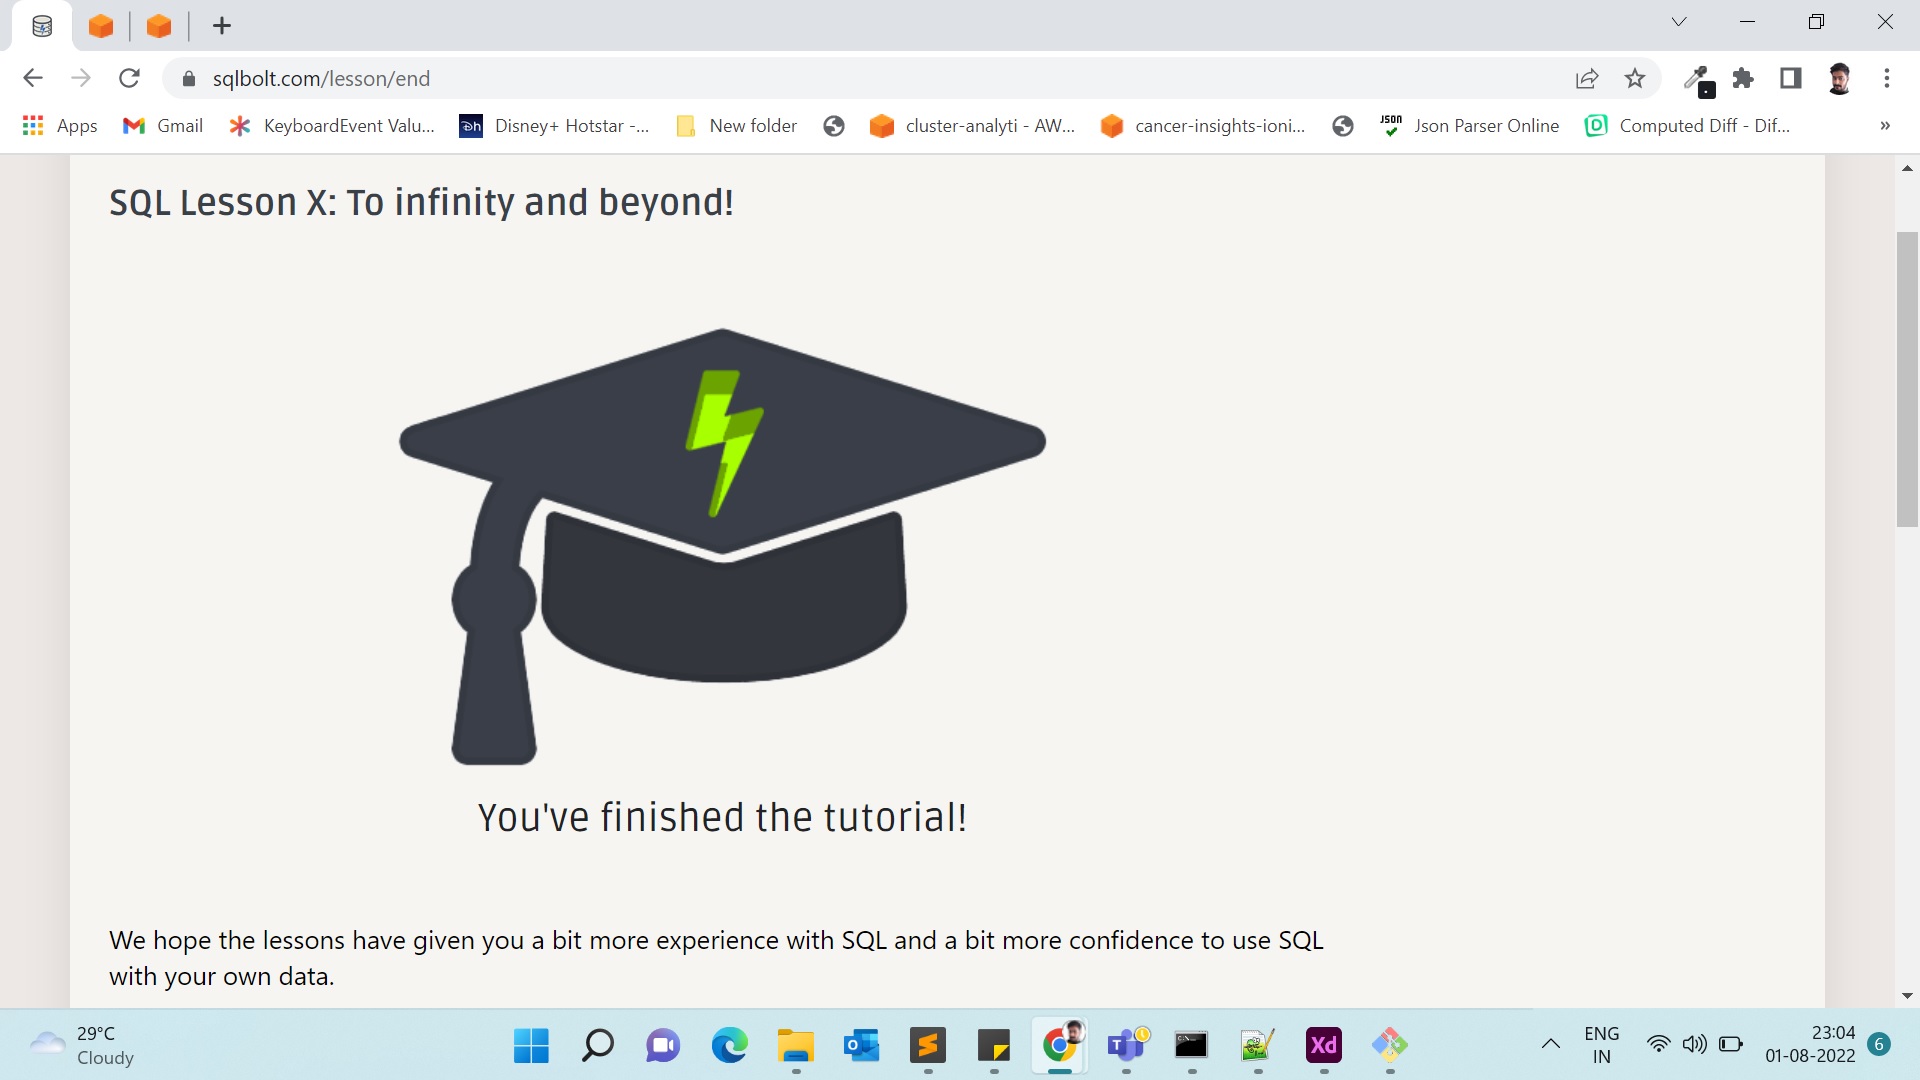 sqlbolt.com/lesson/end
Apps
Gmail
KeyboardEvent Valu...
Disney+ Hotstar -...
New folder
cluster-analyti - AW...
cancer-insights-ioni...
JSON
Json Parser Online
Computed Diff - Dif...
»
SQL Lesson X: To infinity and beyond!
You've finished the tutorial!
We hope the lessons have given you a bit more experience with SQL and a bit more confidence to use SQL
with your own data.
29°C
Cloudy
Xd
ENG
IN
23:04
01-08-2022
6